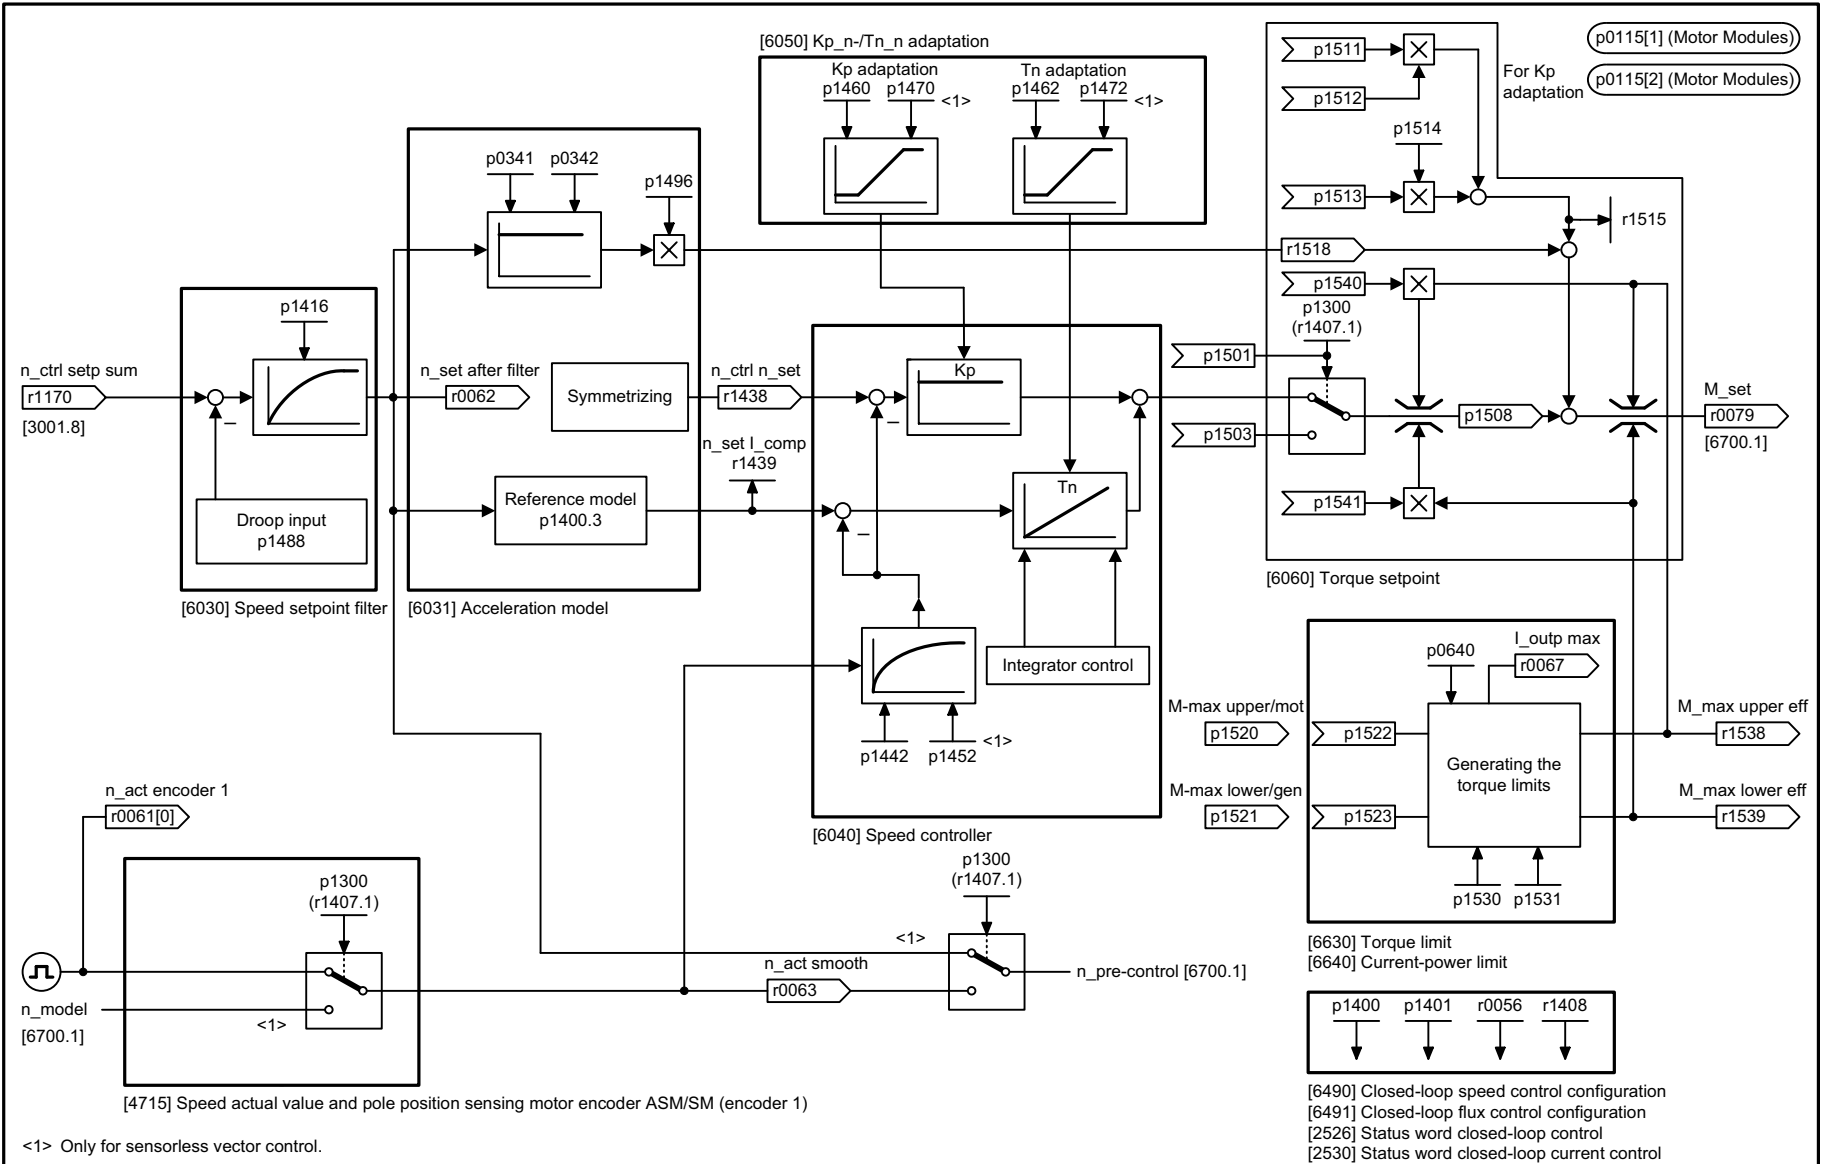 [6050] Kp_n-/Tn_n adaptation
Kp adaptation
p1460
p1470
<1>
Tn adaptation
p1462
p1472
<1>
p1511
p1512
For Kp
adaptation
p0115[1] (Motor Modules)
p0115[2] (Motor Modules)
p1514
p1513
r1515
r1518
p1540
p1300
(r1407.1)
p1501
p1503
p1508
M_set
r0079
[6700.1]
p1541
[6060] Torque setpoint
p0341
p0342
p1496
p1416
n_ctrl setp sum
r1170
[3001.8]
–
Droop input
p1488
[6030] Speed setpoint filter
n_set after filter
r0062
Symmetrizing
n_ctrl n_set
r1438
n_set I_comp
r1439
Reference model
p1400.3
[6031] Acceleration model
Kp
–
Tn
–
Integrator control
p1442
p1452
<1>
[6040] Speed controller
I_outp max
p0640
r0067
M-max upper/mot
p1520
p1522
M-max lower/gen
p1521
p1523
Generating the
torque limits
M_max upper eff
r1538
M_max lower eff
r1539
p1530
p1531
[6630] Torque limit
[6640] Current-power limit
n_act encoder 1
r0061[0]
p1300
(r1407.1)
n_model
[6700.1]
<1>
[4715] Speed actual value and pole position sensing motor encoder ASM/SM (encoder 1)
n_act smooth
r0063
p1300
(r1407.1)
<1>
n_pre-control [6700.1]
p1400
p1401
r0056
r1408
[6490] Closed-loop speed control configuration
[6491] Closed-loop flux control configuration
[2526] Status word closed-loop control
[2530] Status word closed-loop current control
<1> Only for sensorless vector control.